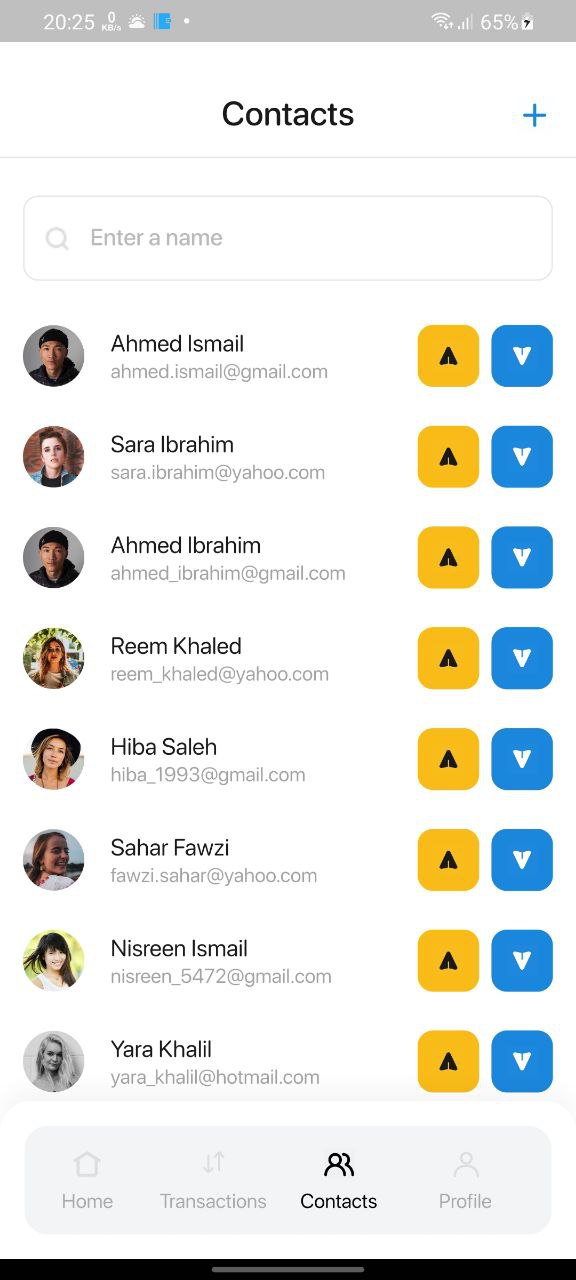 20:25 0 KB/s 65%
Contacts
Enter a name
Ahmed Ismail
ahmed.ismail@gmail.com
Sara Ibrahim
sara.ibrahim@yahoo.com
Ahmed Ibrahim
ahmed_ibrahim@gmail.com
Reem Khaled
reem_khaled@yahoo.com
Hiba Saleh
hiba_1993@gmail.com
Sahar Fawzi
fawzi.sahar@yahoo.com
Nisreen Ismail
nisreen_5472@gmail.com
Yara Khalil
yara_khalil@hotmail.com
Home Transactions Contacts Profile